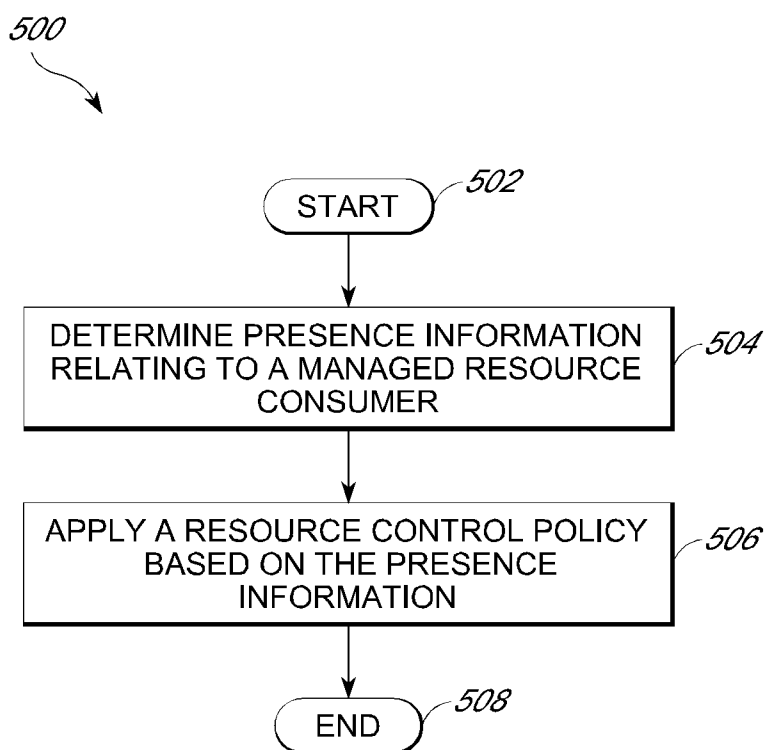 500
START
502
DETERMINE PRESENCE INFORMATION
RELATING TO A MANAGED RESOURCE
CONSUMER
504
APPLY A RESOURCE CONTROL POLICY
BASED ON THE PRESENCE
INFORMATION
506
END
508